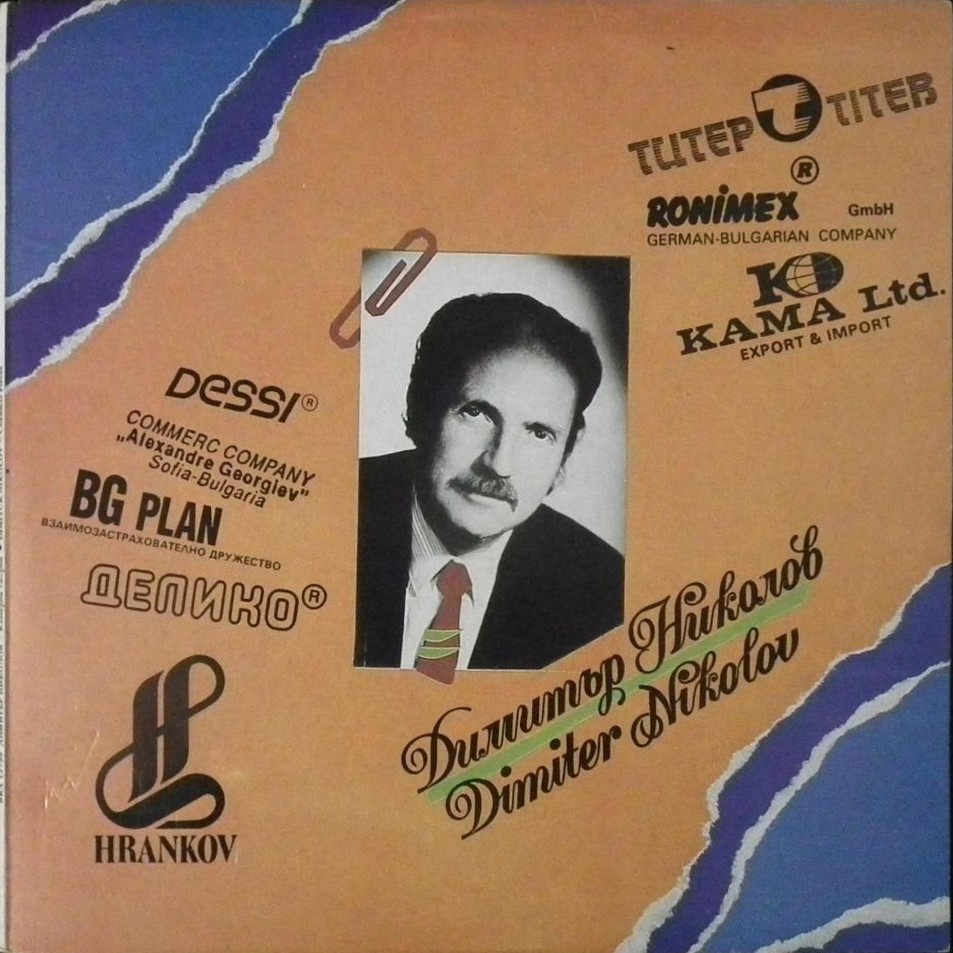 ТИТЕР T TITEB
®
RONIMEX GmbH
GERMAN-BULGARIAN COMPANY
KAMA Ltd.
EXPORT & IMPORT
DESSI®
COMMERC COMPANY
„Alexandre Georgiev”
Sofia-Bulgaria
BG PLAN
ВЗАИМОЗАСТРАХОВАТЕЛНО ДРУЖЕСТВО
ДЕЛИКО®
Димитър Николов
Dimiter Nikolov
H
HRANKOV